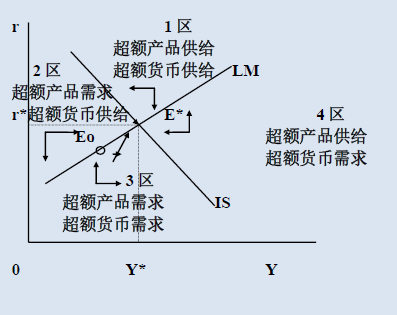 r
1区
超额产品供给
超额货币供给
LM
2区
超额产品需求
r*超额货币供给
E*
4区
超额产品供给
超额货币需求
Eo
3区
超额产品需求
超额货币需求
IS
0
Y*
Y